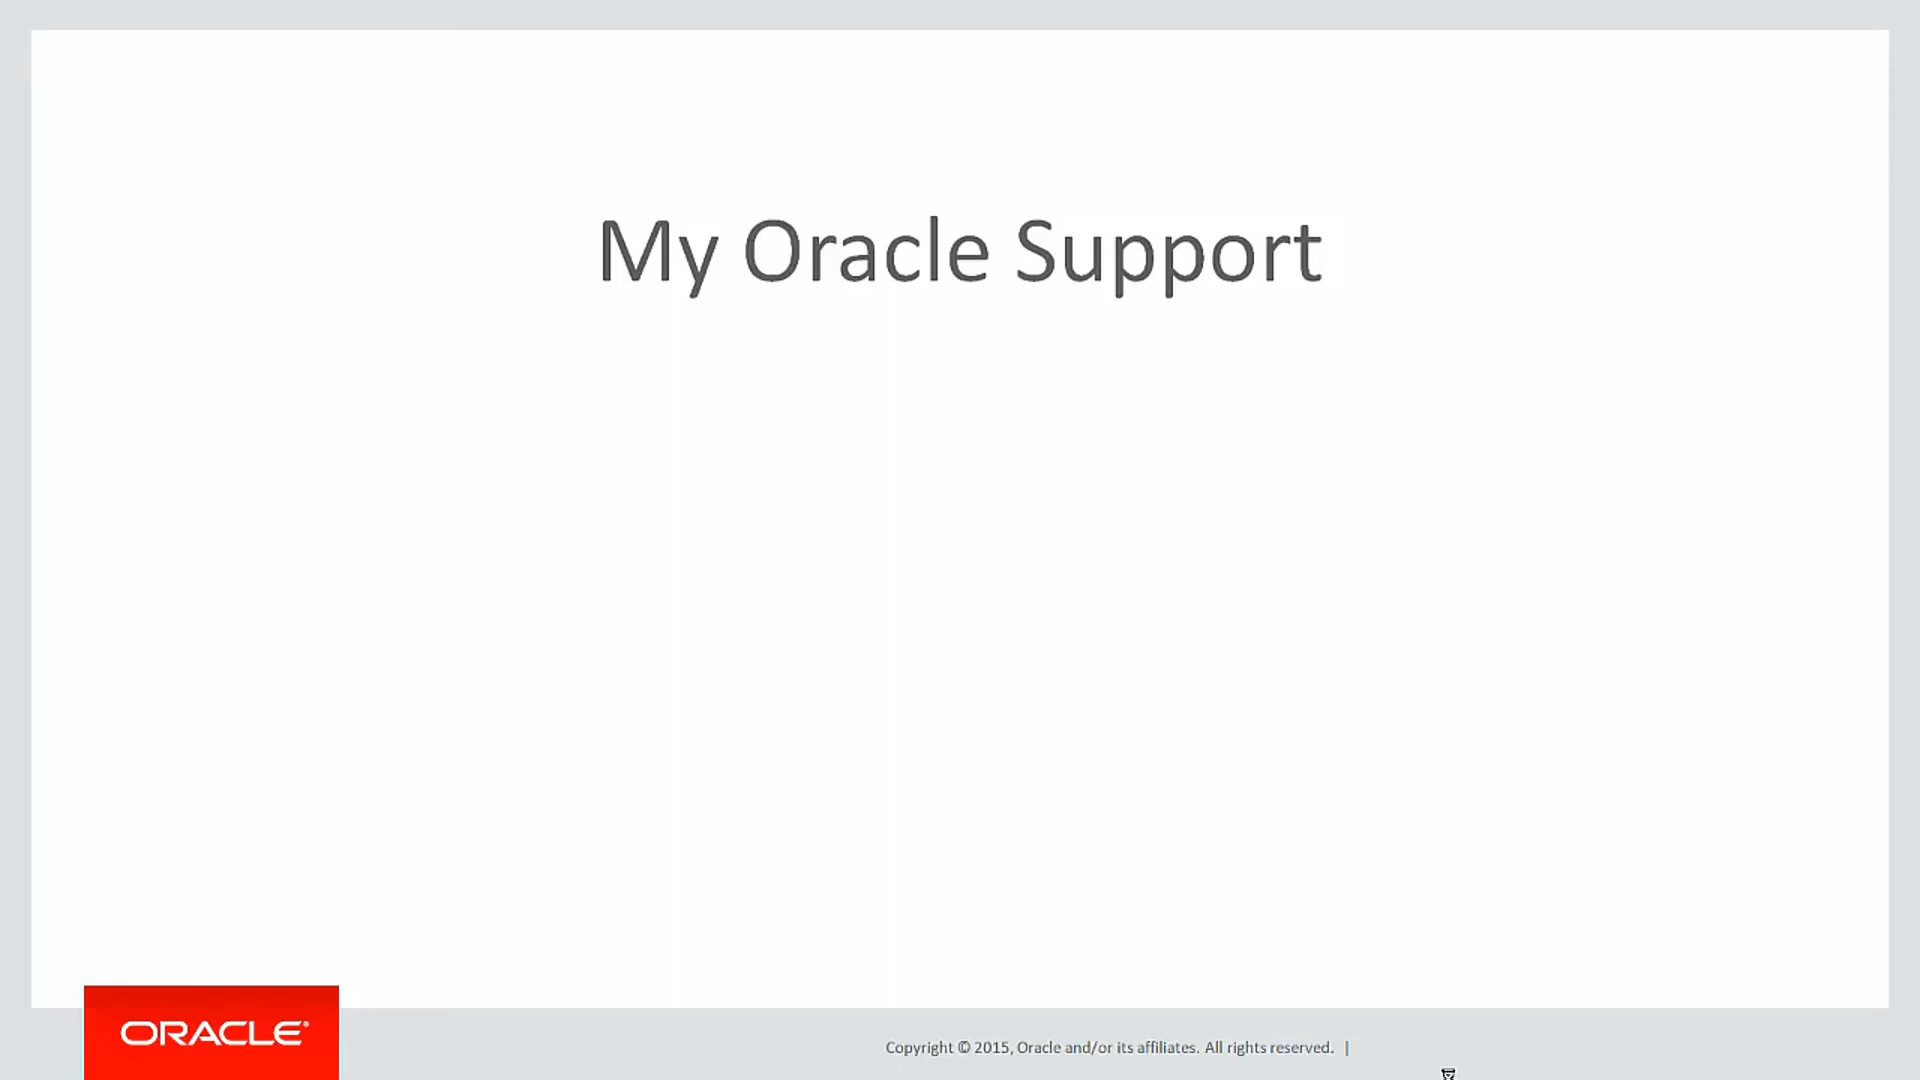 My Oracle Support
ORACLE®
Copyright © 2015, Oracle and/or its affiliates. All rights reserved. |